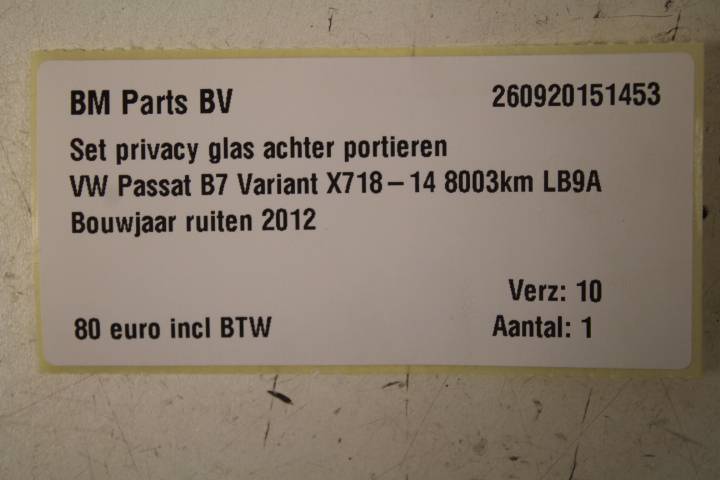 BM Parts BV 260920151453
Set privacy glas achter portieren
VW Passat B7 Variant X718 – 14 8003km LB9A
Bouwjaar ruiten 2012
Verz: 10
80 euro incl BTW Aantal: 1